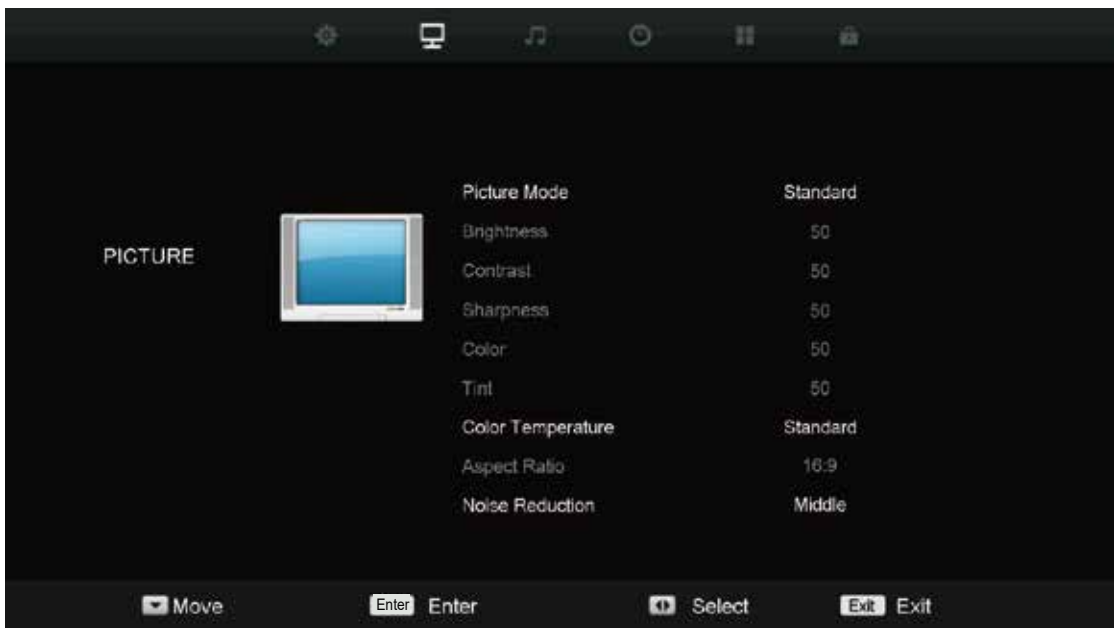 Picture Mode Standard
Brightness 50
Contrast 50
PICTURE
Sharpness 50
Color 50
Tint 50
Color Temperature Standard
Aspect Ratio 16:9
Noise Reduction Middle
Move Enter Enter Select Exit Exit